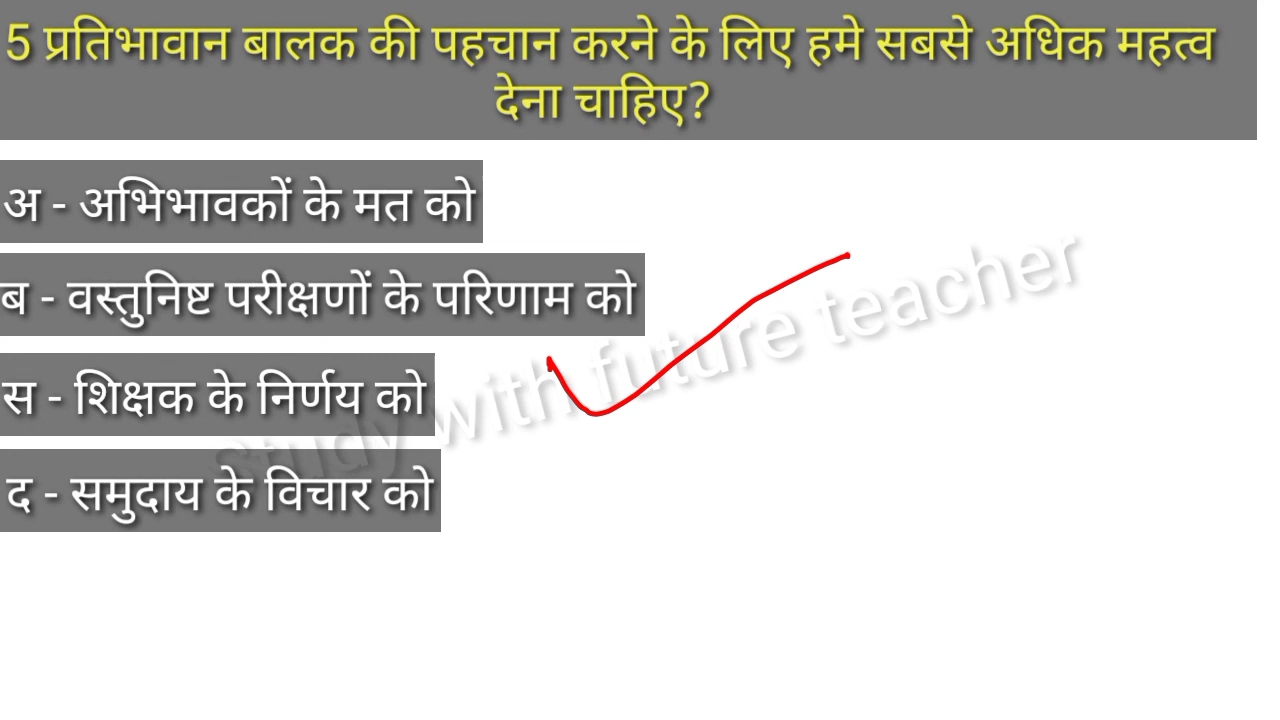 5 प्रतिभावान बालक की पहचान करने के लिए हमे सबसे अधिक महत्व
देना चाहिए?
अ - अभिभावकों के मत को
ब - वस्तुनिष्ट परीक्षणों के परिणाम को
स - शिक्षक के निर्णय को
द - समुदाय के विचार को
Study with future teacher